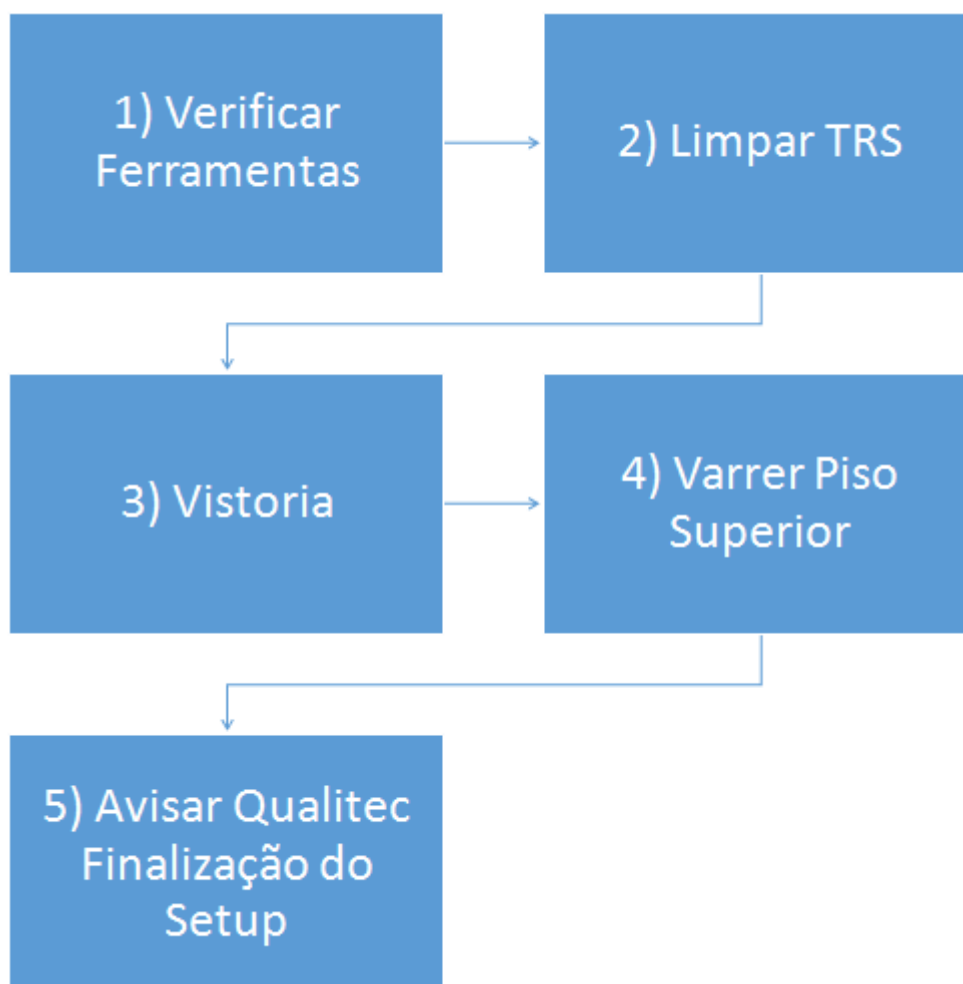 1) Verificar
Ferramentas
2) Limpar TRS
3) Vistoria
4) Varrer Piso
Superior
5) Avisar Qualitec
Finalização do
Setup